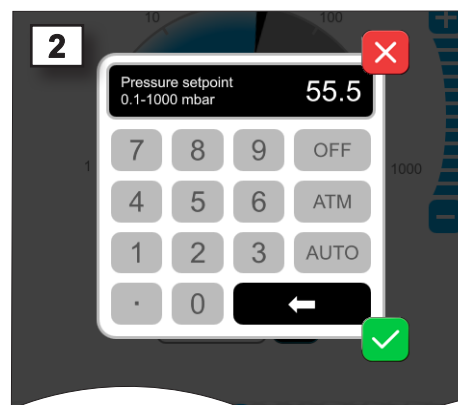 10
100
2
Pressure setpoint
0.1-1000 mbar
55.5
7 8 9 OFF
1
1000
4 5 6 ATM
1 2 3 AUTO
. 0